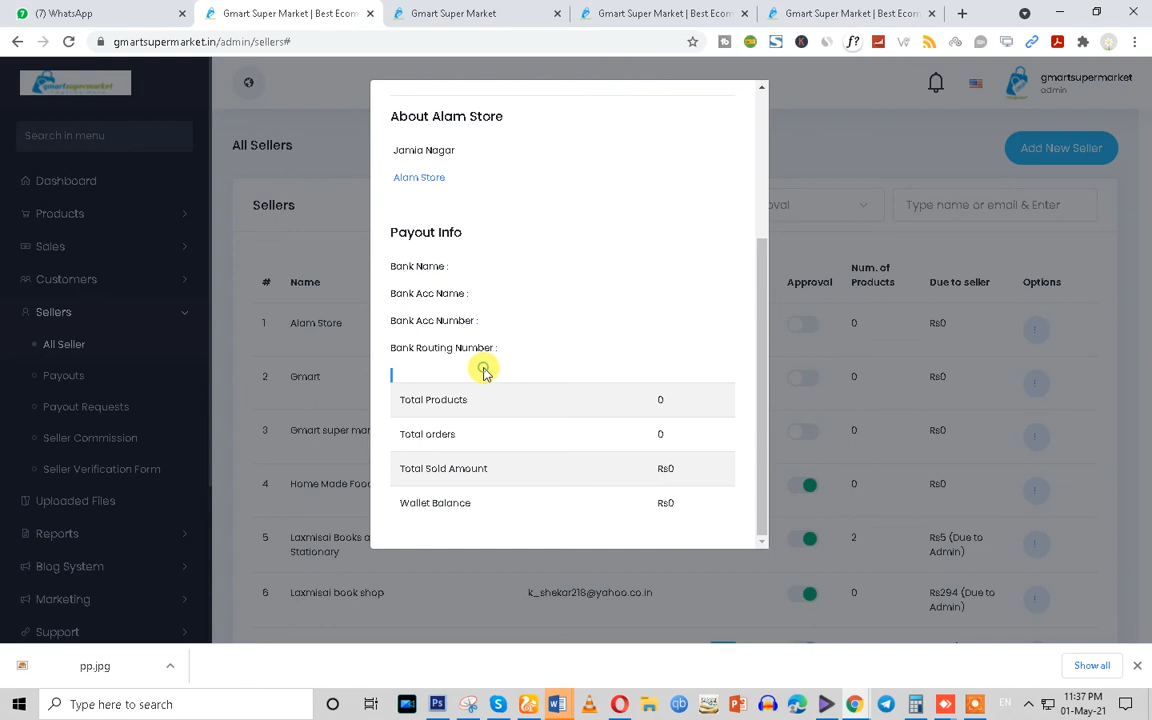 (7) WhatsApp
Gmart Super Market | Best Ecom
Gmart Super Market
Gmart Super Market | Best Ecom
Gmart Super Market | Best Ecom
gmartsupermarket.in/admin/sellers#
gmartsupermarket
admin
Search in menu
Dashboard
Products
Sales
Customers
Sellers
All Seller
Payouts
Payout Requests
Seller Commission
Seller Verification Form
Uploaded Files
Reports
Blog System
Marketing
Support
All Sellers
Add New Seller
Sellers
Type name or email & Enter
# Name Approval Num. of Products Due to seller Options
1 Alam Store 0 Rs0
2 Gmart 0 Rs0
3 Gmart super 0 Rs0
4 Home Made 0 Rs0
5 Laxmisai Books 2 Rs5 (Due to
Stationary Admin)
6 Laxmisai book shop k_shekar218@yahoo.co.in 0 Rs294 (Due to
Admin)
About Alam Store
Jamia Nagar
Alam Store
Payout Info
Bank Name :
Bank Acc Name :
Bank Acc Number :
Bank Routing Number :
Total Products 0
Total orders 0
Total Sold Amount Rs0
Wallet Balance Rs0
pp.jpg
Show all
Type here to search
EN
11:37 PM
01-May-21